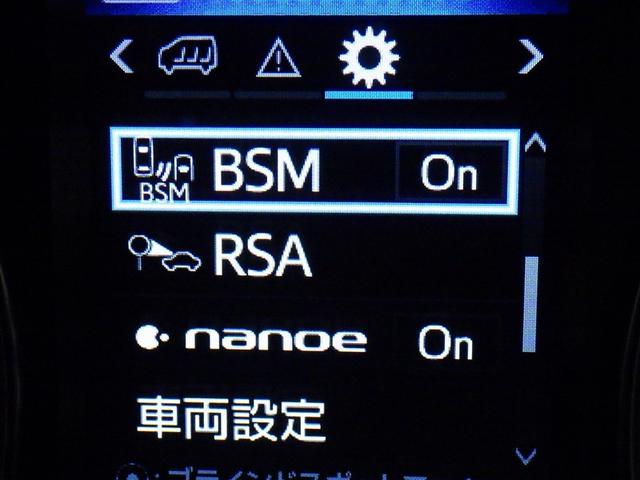 BSM
BSM On
RSA
nanoe On
車両設定